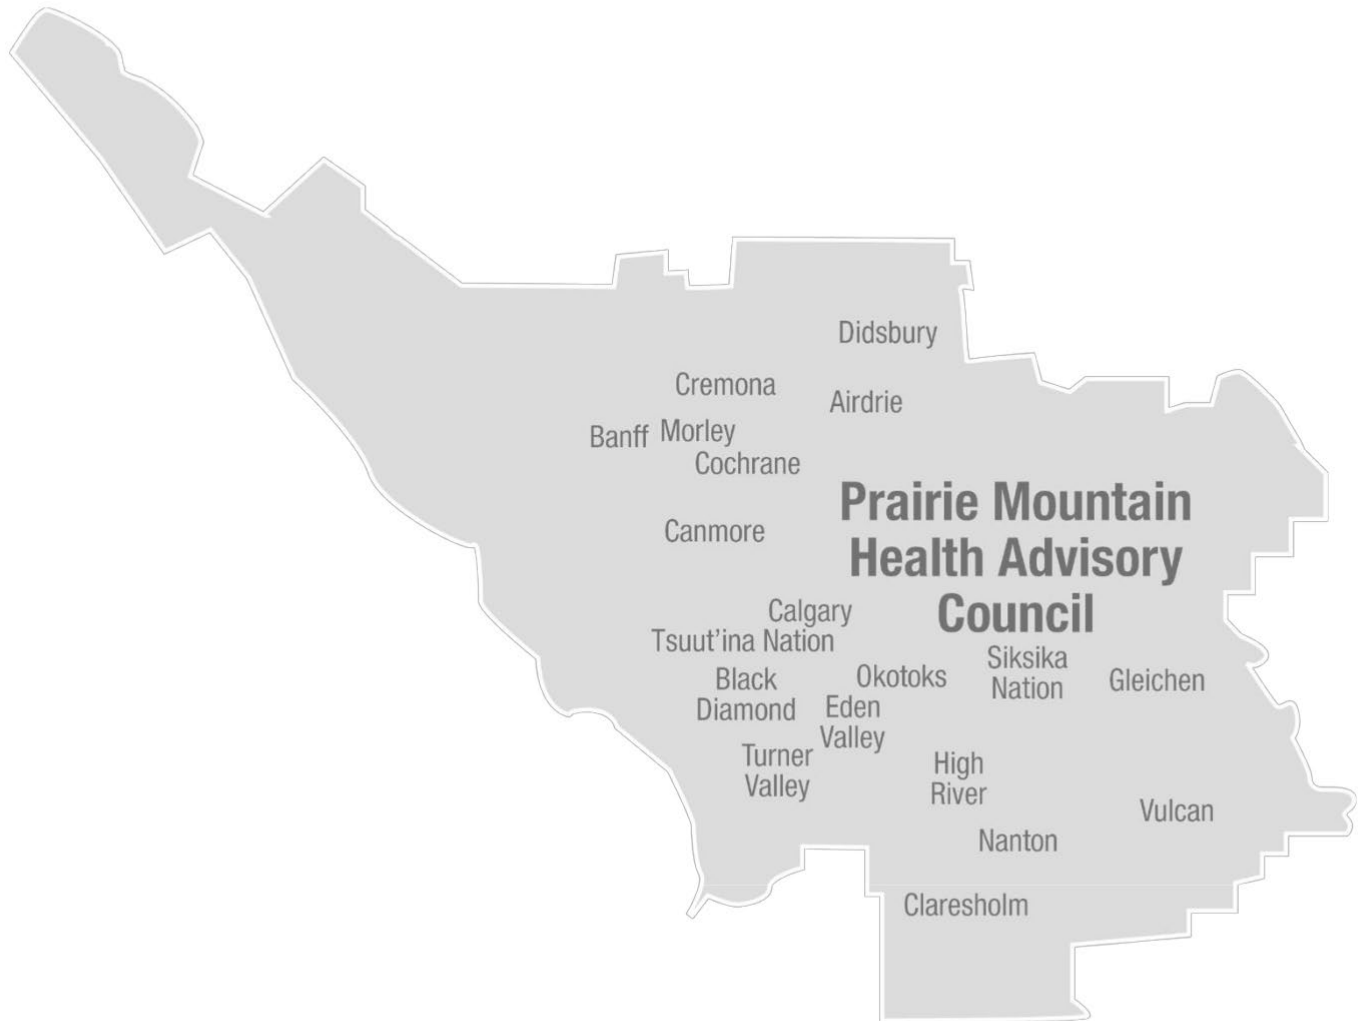 Didsbury
Cremona
Airdrie
Banff
Morley
Cochrane
Prairie Mountain
Health Advisory
Council
Canmore
Calgary
Tsuut’ina Nation
Black
Diamond
Okotoks
Siksika
Nation
Gleichen
Eden
Valley
Turner
Valley
High
River
Vulcan
Nanton
Claresholm